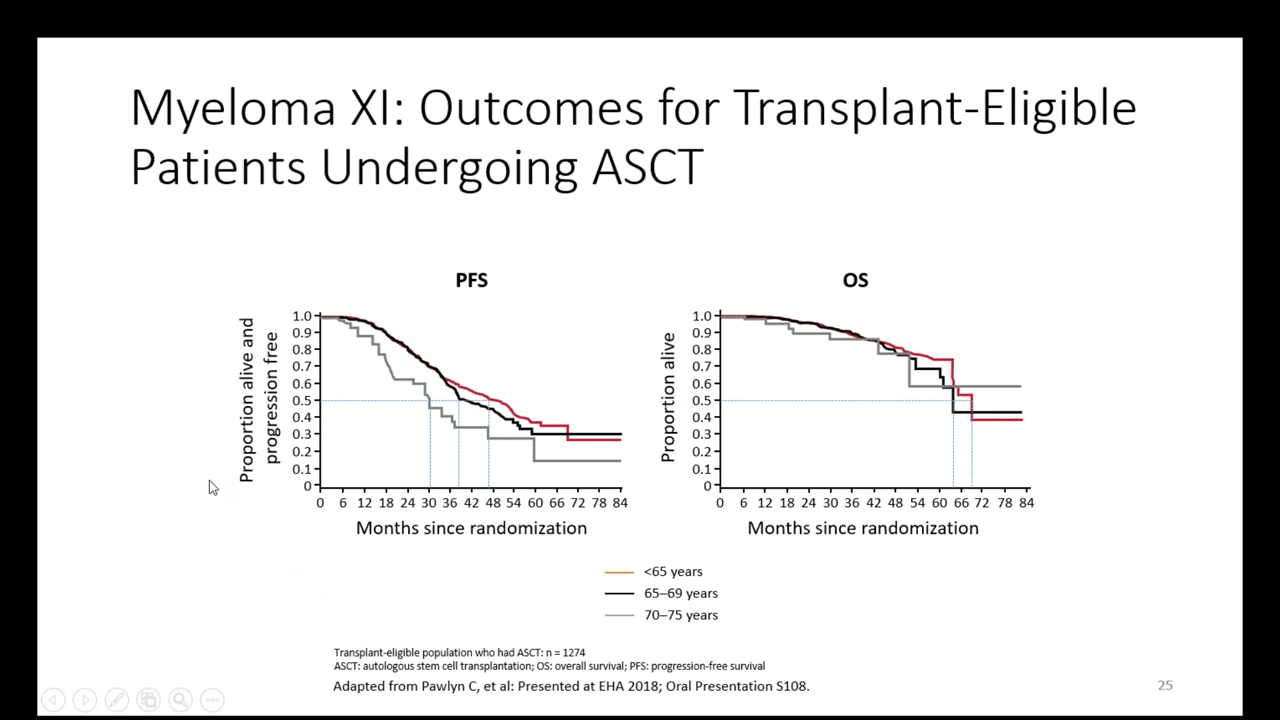 Myeloma XI: Outcomes for Transplant-Eligible
Patients Undergoing ASCT
PFS
Proportion alive and
progression free
1.0
0.9
0.8
0.7
0.6
0.5
0.4
0.3
0.2
0.1
0
0 6 12 18 24 30 36 42 48 54 60 66 72 78 84
Months since randomization
OS
Proportion alive
1.0
0.9
0.8
0.7
0.6
0.5
0.4
0.3
0.2
0.1
0
0 6 12 18 24 30 36 42 48 54 60 66 72 78 84
Months since randomization
<65 years
65–69 years
70–75 years
Transplant-eligible population who had ASCT: n = 1274
ASCT: autologous stem cell transplantation; OS: overall survival; PFS: progression-free survival
Adapted from Pawlyn C, et al: Presented at EHA 2018; Oral Presentation S108.
25